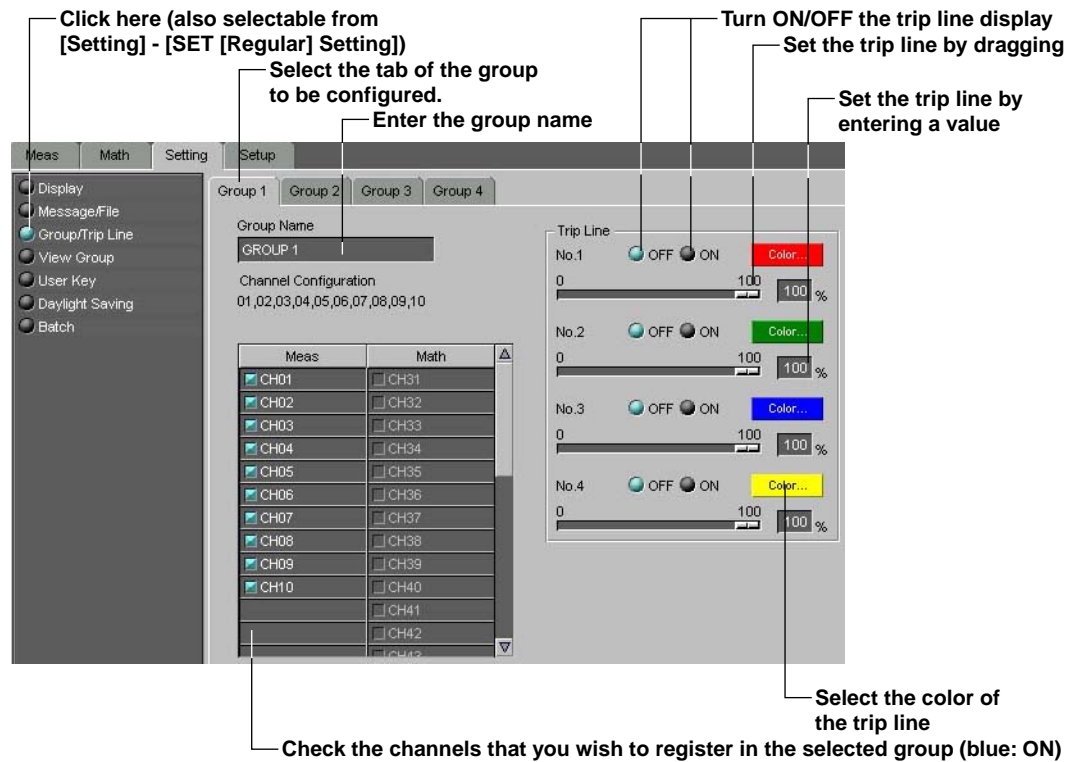 Click here (also selectable from
[Setting] - [SET [Regular] Setting])
Select the tab of the group
to be configured.
Enter the group name
Turn ON/OFF the trip line display
Set the trip line by dragging
Set the trip line by
entering a value
Meas Math Setting Setup
Display
Message/File
Group/Trip Line
View Group
User Key
Daylight Saving
Batch
Group 1 Group 2 Group 3 Group 4
Group Name
GROUP 1
Channel Configuration
01,02,03,04,05,06,07,08,09,10
Meas Math
CH01 CH31
CH02 CH32
CH03 CH33
CH04 CH34
CH05 CH35
CH06 CH36
CH07 CH37
CH08 CH38
CH09 CH39
CH10 CH40
CH41
CH42
CH43
Trip Line
No.1 OFF ON Color...
0 100 100 %
No.2 OFF ON Color...
0 100 100 %
No.3 OFF ON Color...
0 100 100 %
No.4 OFF ON Color...
0 100 100 %
Select the color of
the trip line
Check the channels that you wish to register in the selected group (blue: ON)